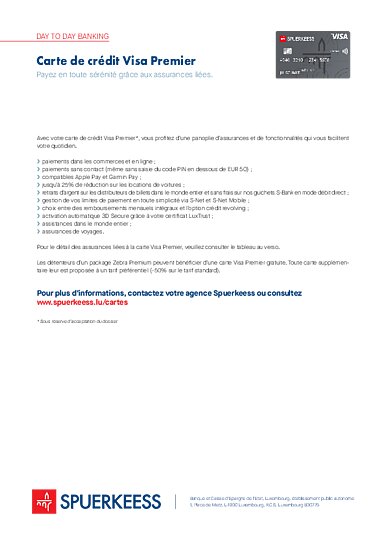 DAY TO DAY BANKING
SPUERKEESS
VISA
Carte de crédit Visa Premier
Payez en toute sérénité grâce aux assurances liées.
Avec votre carte de crédit Visa Premier*, vous profitez d'une panoplie d'assurances et de fonctionnalités qui vous facilitent
votre quotidien.
> paiements dans les commerces et en ligne ;
> paiements sans contact (même sans saisie du code PIN en dessous de EUR 50) ;
> compatibles Apple Pay et Garmin Pay ;
> jusqu'à 25% de réduction sur les locations de voitures ;
> retraits d'argent sur les distributeurs de billets dans le monde entier et sans frais sur nos guichets S-Bank en mode débit direct ;
> gestion de vos limites de paiement en toute simplicité via S-Net et S-Net Mobile ;
> choix entre des remboursements mensuels intégraux et l'option crédit revolving ;
> activation automatique 3D Secure grâce à votre certificat LuxTrust ;
> assistances dans le monde entier ;
> assurances de voyages.
Pour le détail des assurances liées à la carte Visa Premier, veuillez consulter le tableau au verso.
Les détenteurs d'un package Zebra Premium peuvent bénéficier d'une carte Visa Premier gratuite. Toute carte supplémen-
taire leur est proposée à un tarif préférentiel (-50% sur le tarif standard).
Pour plus d'informations, contactez votre agence Spuerkeess ou consultez
www.spuerkeess.lu/cartes
* Sous réserve d'acceptation du dossier
SPUERKEESS
Banque et Caisse d'Epargne de l'Etat, Luxembourg, établissement public autonome
1, Place de Metz, L-1930 Luxembourg, R.C.S. Luxembourg B30775